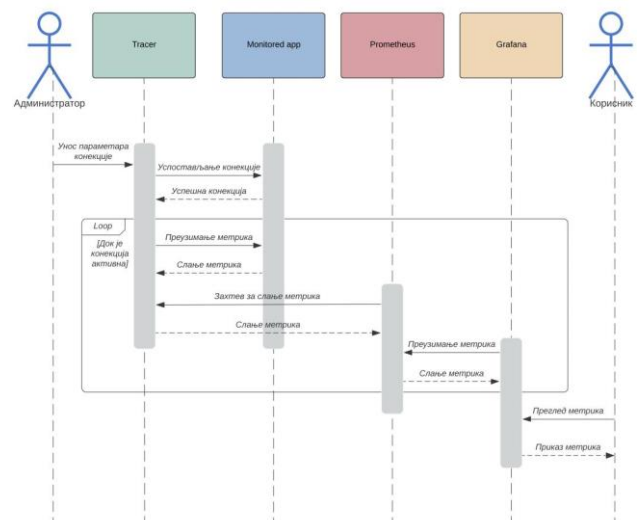 Tracer
Monitored app
Prometheus
Grafana
Администратор
Корисник
Унос параметара
конекције
Успостављање конекције
Успешна конекција
Loop
[Док је
конекција
активна]
Преузимање метрика
Слање метрика
Захтев за слање метрика
Слање метрика
Преузимање метрика
Слање метрика
Преглед метрика
Приказ метрика